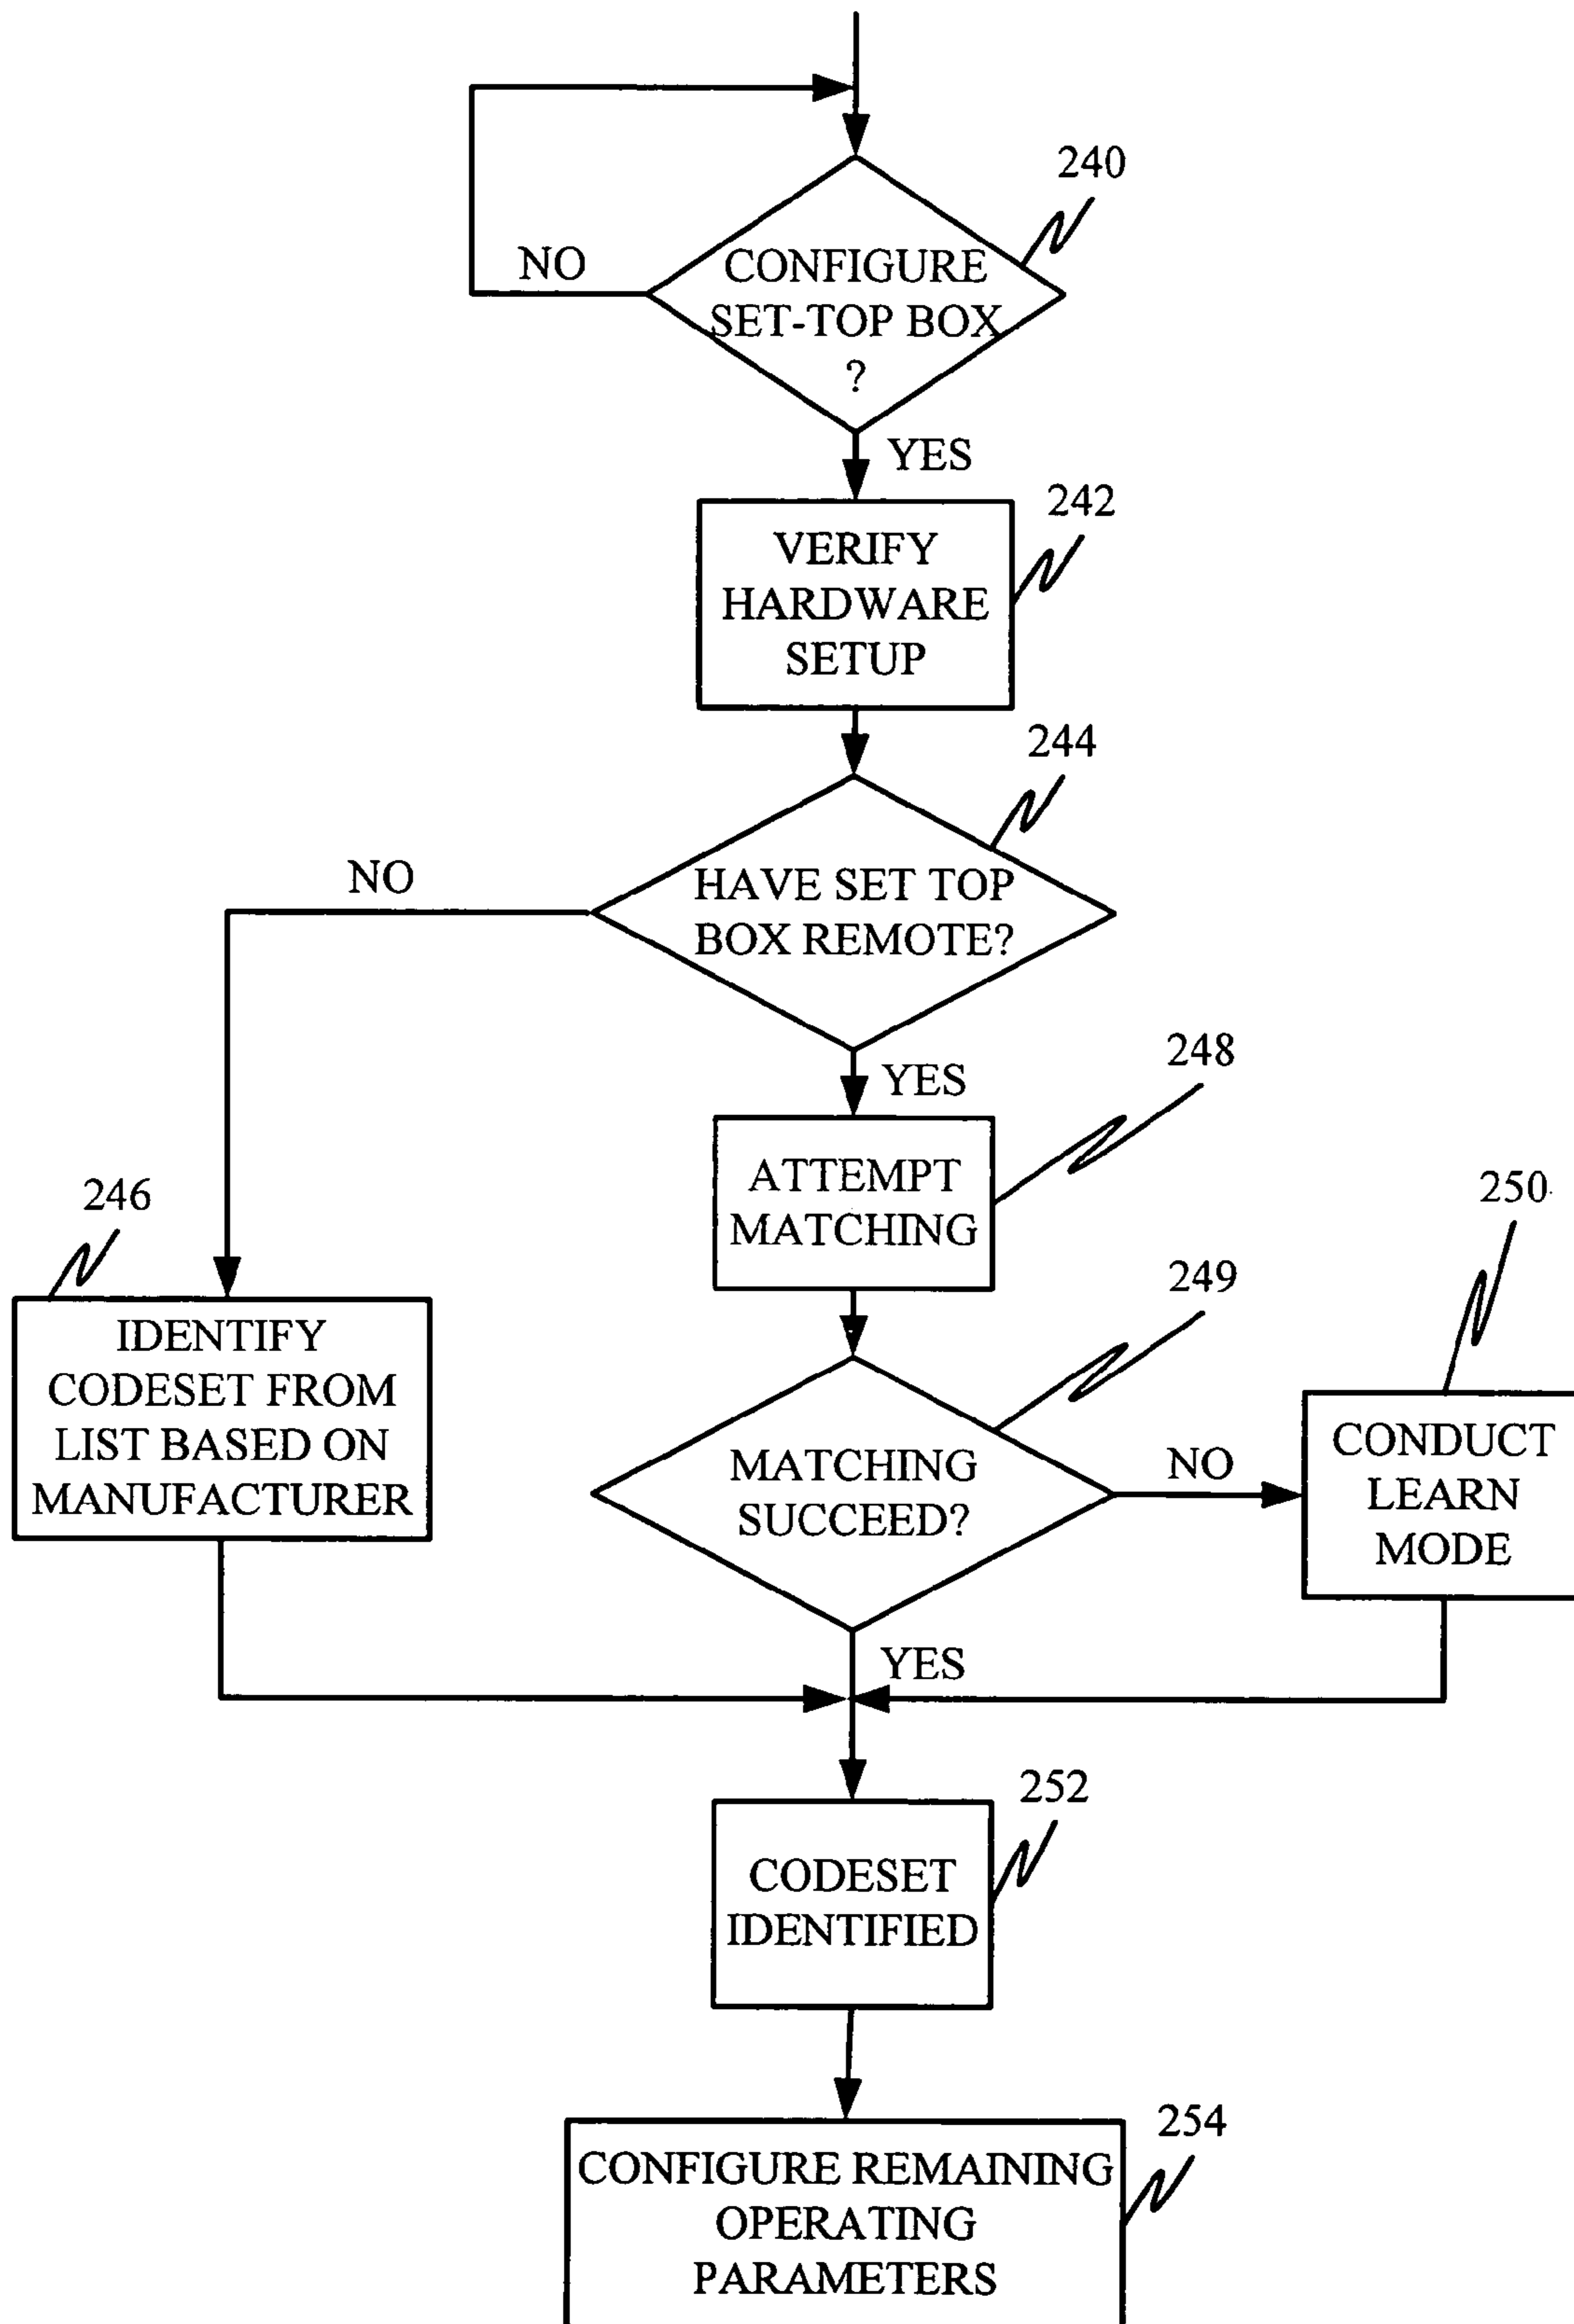 240
NO
CONFIGURE
SET-TOP BOX
?
YES
242
VERIFY
HARDWARE
SETUP
244
NO
HAVE SET TOP
BOX REMOTE?
YES
248
ATTEMPT
MATCHING
246
250
IDENTIFY
CODESET FROM
LIST BASED ON
MANUFACTURER
249
MATCHING
SUCCEED?
NO
CONDUCT
LEARN
MODE
YES
252
CODESET
IDENTIFIED
254
CONFIGURE REMAINING
OPERATING
PARAMETERS